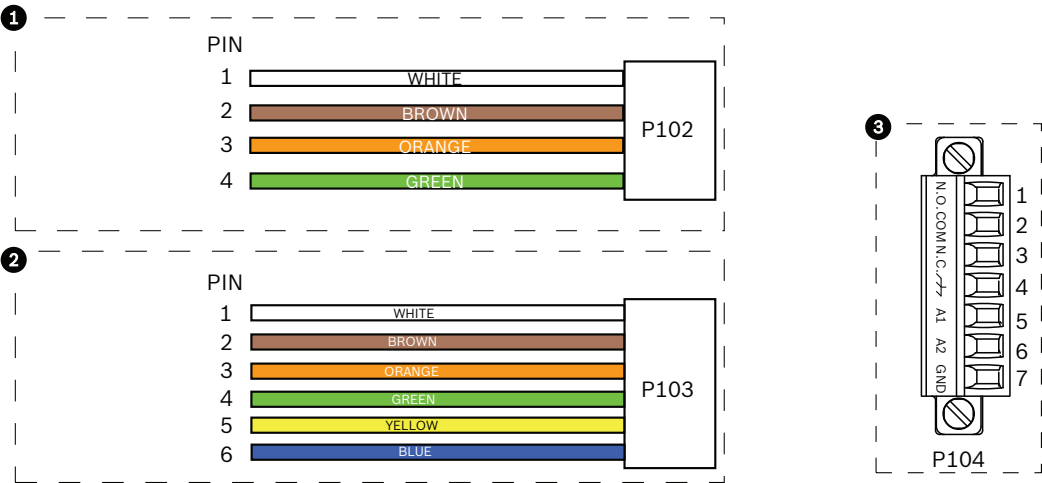 1
PIN
1 WHITE
2 BROWN
3 ORANGE
4 GREEN
P102
2
PIN
1 WHITE
2 BROWN
3 ORANGE
4 GREEN
5 YELLOW
6 BLUE
P103
3
N.O. 1
COM 2
N.C. 3
4
A1 5
A2 6
GND 7
P104